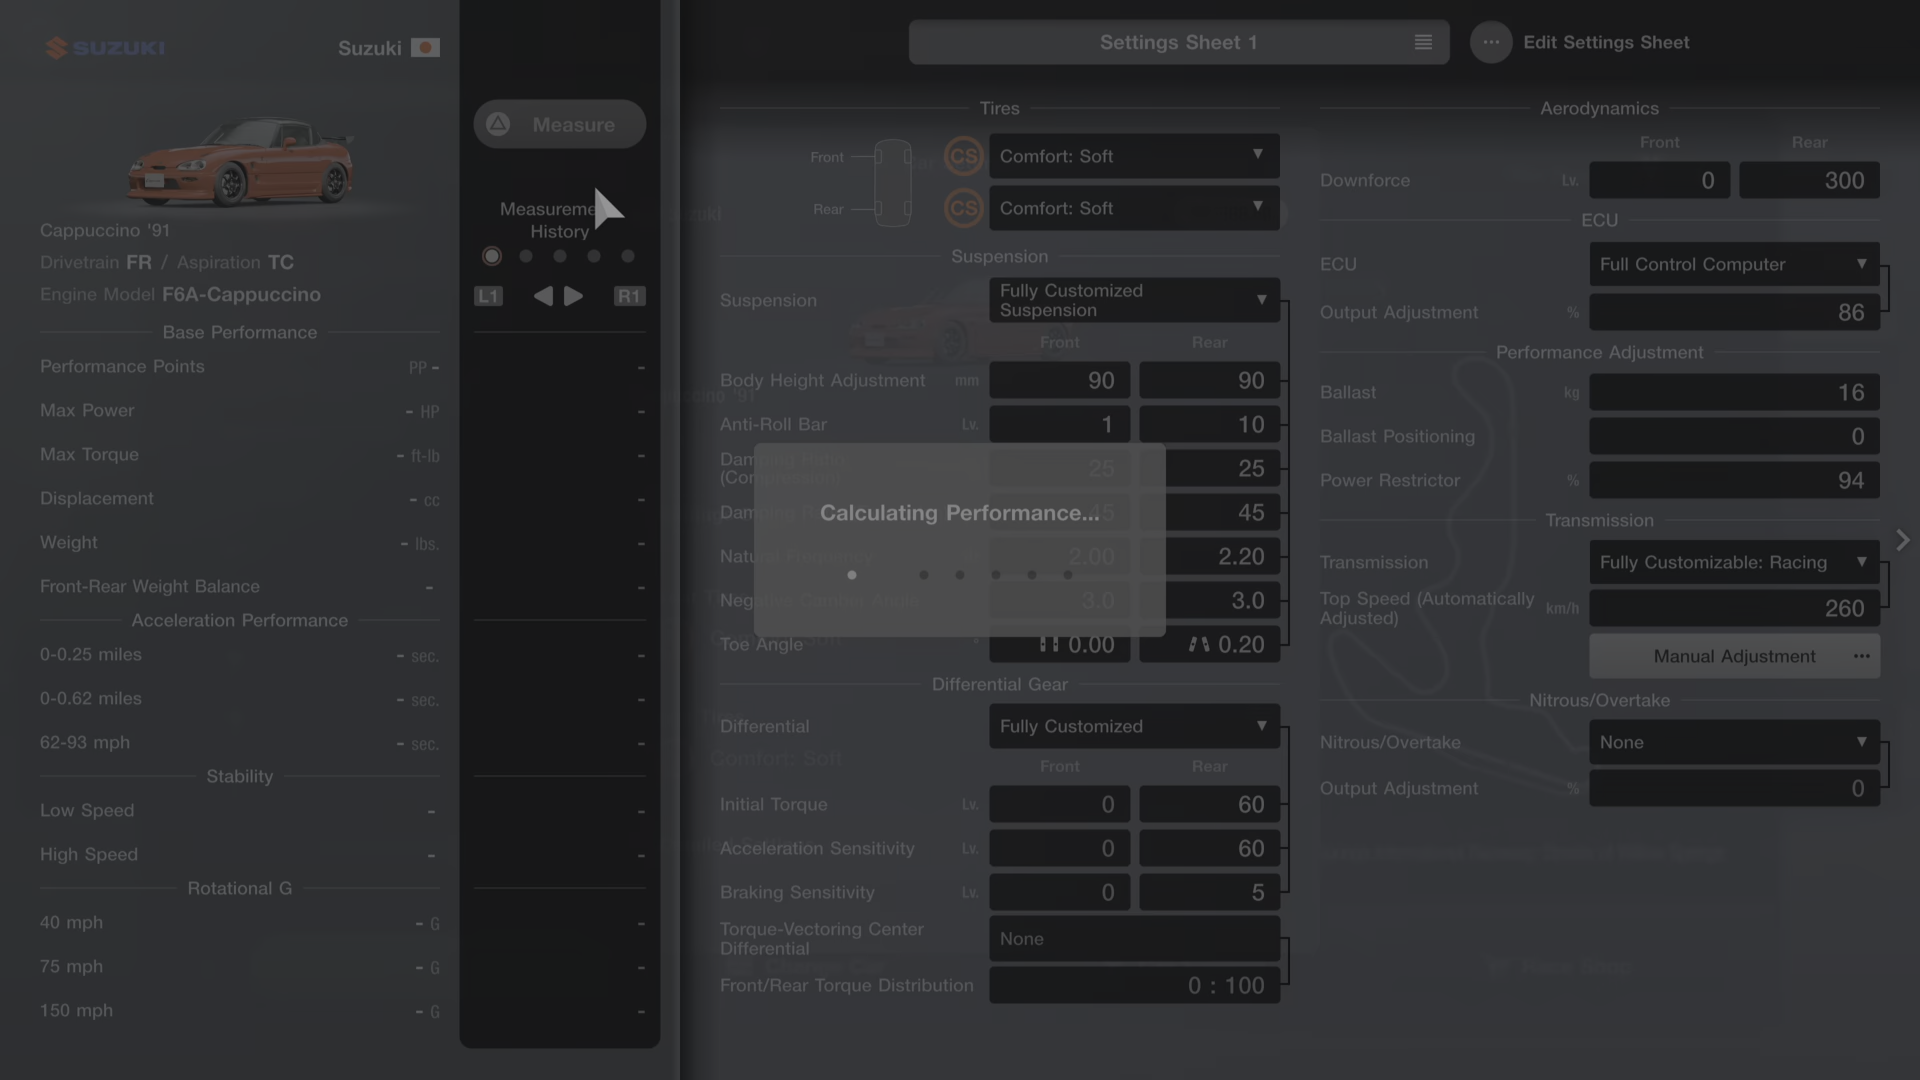 SUZUKI
Suzuki
Cappuccino '91
Drivetrain FR / Aspiration TC
Engine Model F6A-Cappuccino
Base Performance
Performance Points PP -
Max Power - HP
Max Torque - ft-lb
Displacement - cc
Weight - lbs.
Front-Rear Weight Balance -
Acceleration Performance
0-0.25 miles - sec.
0-0.62 miles - sec.
62-93 mph - sec.
Stability
Low Speed -
High Speed -
Rotational G
40 mph - G
75 mph - G
150 mph - G
Measure
History
L1 R1
-
-
-
-
-
-
-
-
-
-
-
-
-
-
Settings Sheet 1
... Edit Settings Sheet
Tires
Front CS Comfort: Soft
Rear CS Comfort: Soft
Suspension
Suspension Fully Customized
Suspension
Front Rear
Body Height Adjustment mm 90 90
Anti-Roll Bar Lv. 1 10
25 25
45 45
2.00 2.20
3.0 3.0
Toe Angle 0.00 0.20
Calculating Performance...
Differential Gear
Differential Fully Customized
Front Rear
Initial Torque Lv. 0 60
Acceleration Sensitivity Lv. 0 60
Braking Sensitivity Lv. 0 5
Torque-Vectoring Center
Differential None
Front/Rear Torque Distribution 0 : 100
Aerodynamics
Front Rear
Downforce Lv. 0 300
ECU
ECU Full Control Computer
Output Adjustment % 86
Performance Adjustment
Ballast kg 16
Ballast Positioning 0
Power Restrictor % 94
Transmission
Transmission Fully Customizable: Racing
Top Speed (Automatically
Adjusted) km/h 260
Manual Adjustment ...
Nitrous/Overtake
Nitrous/Overtake None
Output Adjustment % 0